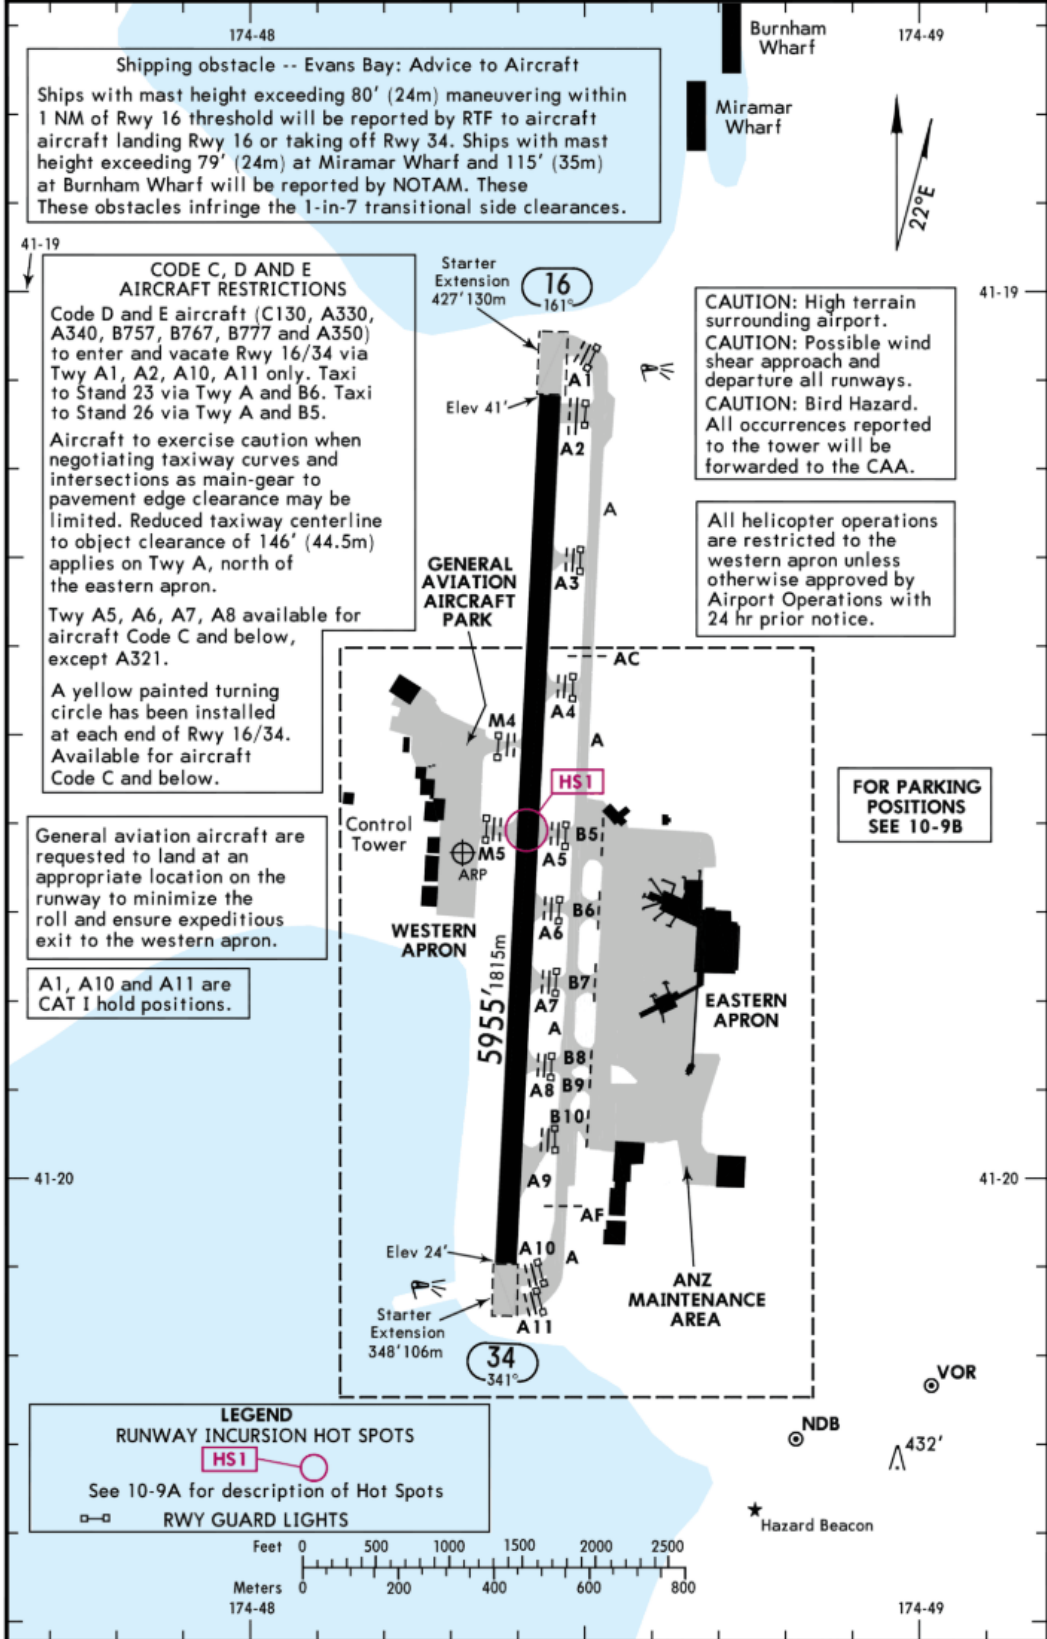 174-48
174-49
Burnham
Wharf
Miramar
Wharf
Shipping obstacle -- Evans Bay: Advice to Aircraft
Ships with mast height exceeding 80' (24m) maneuvering within
1 NM of Rwy 16 threshold will be reported by RTF to aircraft
aircraft landing Rwy 16 or taking off Rwy 34. Ships with mast
height exceeding 79' (24m) at Miramar Wharf and 115' (35m)
at Burnham Wharf will be reported by NOTAM. These
These obstacles infringe the 1-in-7 transitional side clearances.
22°E
41-19
41-19
CODE C, D AND E
AIRCRAFT RESTRICTIONS
Code D and E aircraft (C130, A330,
A340, B757, B767, B777 and A350)
to enter and vacate Rwy 16/34 via
Twy A1, A2, A10, A11 only. Taxi
to Stand 23 via Twy A and B6. Taxi
to Stand 26 via Twy A and B5.
Aircraft to exercise caution when
negotiating taxiway curves and
intersections as main-gear to
pavement edge clearance may be
limited. Reduced taxiway centerline
to object clearance of 146' (44.5m)
applies on Twy A, north of
the eastern apron.
Twy A5, A6, A7, A8 available for
aircraft Code C and below,
except A321.
A yellow painted turning
circle has been installed
at each end of Rwy 16/34.
Available for aircraft
Code C and below.
Starter
Extension
427' 130m
16
161°
CAUTION: High terrain
surrounding airport.
CAUTION: Possible wind
shear approach and
departure all runways.
CAUTION: Bird Hazard.
All occurrences reported
to the tower will be
forwarded to the CAA.
All helicopter operations
are restricted to the
western apron unless
otherwise approved by
Airport Operations with
24 hr prior notice.
A1
Elev 41'
A2
A
A3
GENERAL
AVIATION
AIRCRAFT
PARK
AC
A4
M4
A
HS1
FOR PARKING
POSITIONS
SEE 10-9B
Control
Tower
M5
ARP
A5
B5
General aviation aircraft are
requested to land at an
appropriate location on the
runway to minimize the
roll and ensure expeditious
exit to the western apron.
A1, A10 and A11 are
CAT I hold positions.
WESTERN
APRON
A6
B6
5955' 1815m
A7
B7
A
EASTERN
APRON
A8
B8
B9
B10
41-20
41-20
A9
AF
Elev 24'
A10
A
A11
Starter
Extension
348' 106m
34
341°
ANZ
MAINTENANCE
AREA
VOR
NDB
432'
Hazard Beacon
LEGEND
RUNWAY INCURSION HOT SPOTS
HS1
See 10-9A for description of Hot Spots
RWY GUARD LIGHTS
Feet 0 500 1000 1500 2000 2500
Meters 0 200 400 600 800
174-48
174-49